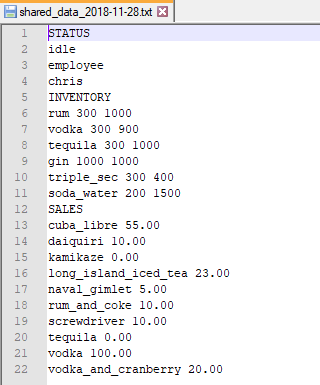 shared_data_2018-11-28.txt
1 STATUS
2 idle
3 employee
4 chris
5 INVENTORY
6 rum 300 1000
7 vodka 300 900
8 tequila 300 1000
9 gin 1000 1000
10 triple_sec 300 400
11 soda_water 200 1500
12 SALES
13 cuba_libre 55.00
14 daiquiri 10.00
15 kamikaze 0.00
16 long_island_iced_tea 23.00
17 naval_gimlet 5.00
18 rum_and_coke 10.00
19 screwdriver 10.00
20 tequila 0.00
21 vodka 100.00
22 vodka_and_cranberry 20.00